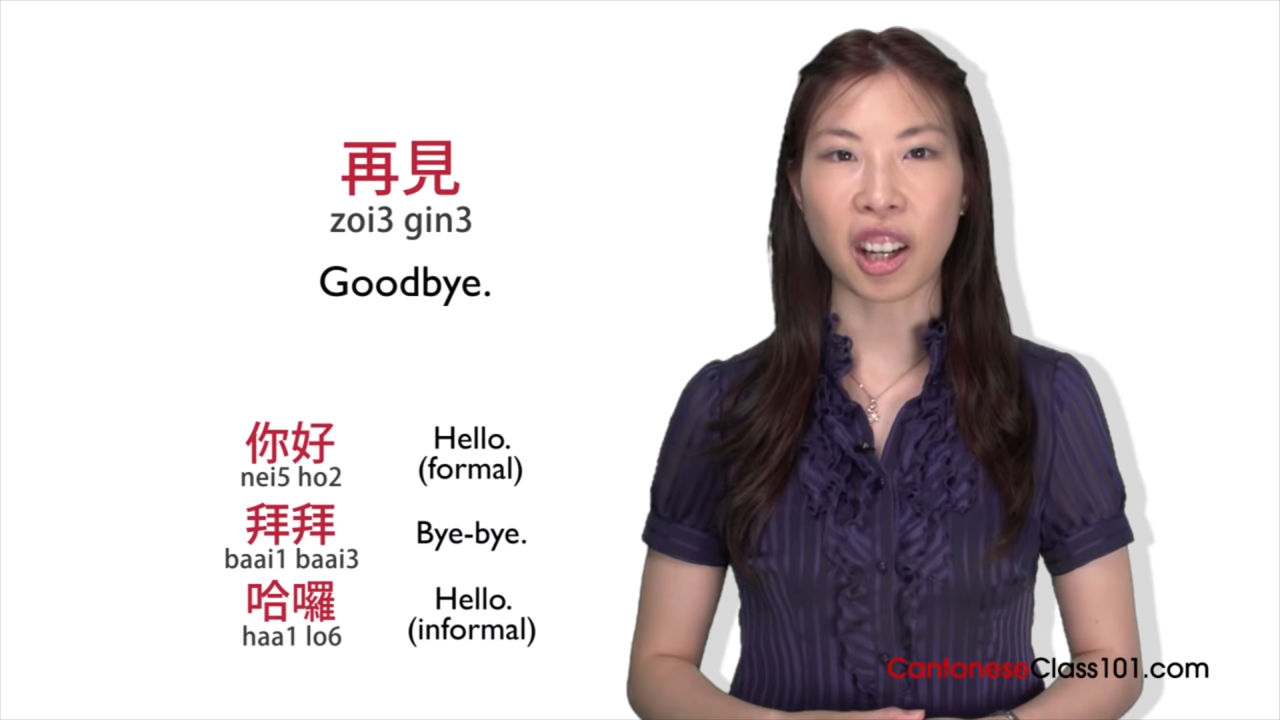 再見
zoi3 gin3
Goodbye.
你好
nei5 ho2
Hello.
(formal)
拜拜
baai1 baai3
Bye-bye.
哈囉
haa1 lo6
Hello.
(informal)
CantoneseClass101.com